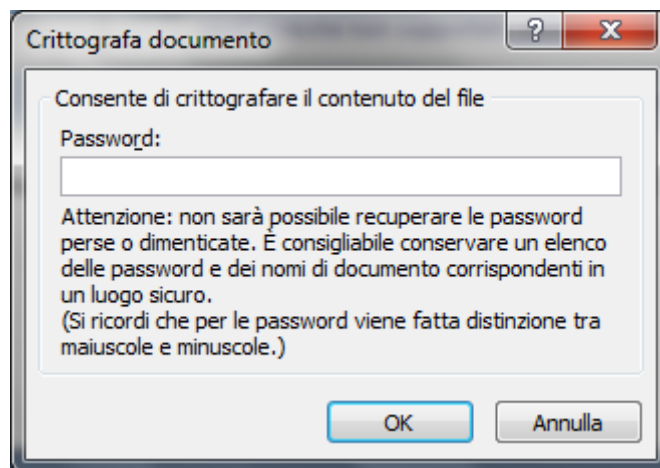 Crittografa documento
Consente di crittografare il contenuto del file
Password:
Attenzione: non sarà possibile recuperare le password
perse o dimenticate. È consigliabile conservare un elenco
delle password e dei nomi di documento corrispondenti in
un luogo sicuro.
(Si ricordi che per le password viene fatta distinzione tra
maiuscole e minuscole.)
OK Annulla